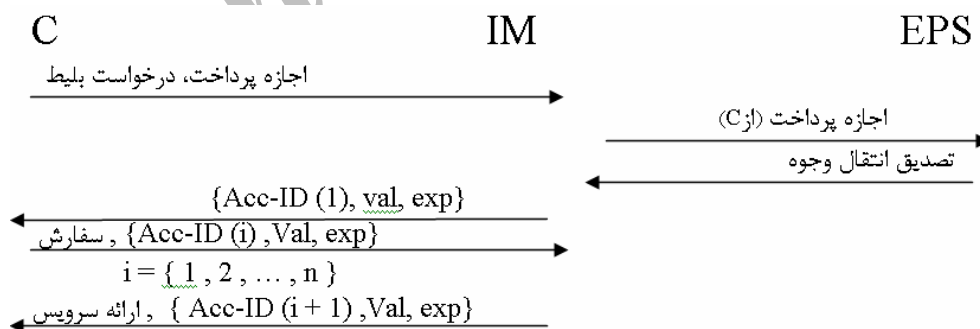 C IM EPS
اجازه پرداخت، درخواست بلیط
اجازه پرداخت (ازC)
تصدیق انتقال وجوه
{Acc-ID (1), val, exp}
سفارش , {Acc-ID (i) ,Val, exp}
i = { 1 , 2 , … , n }
ارائه سرویس , { Acc-ID (i + 1) ,Val, exp}